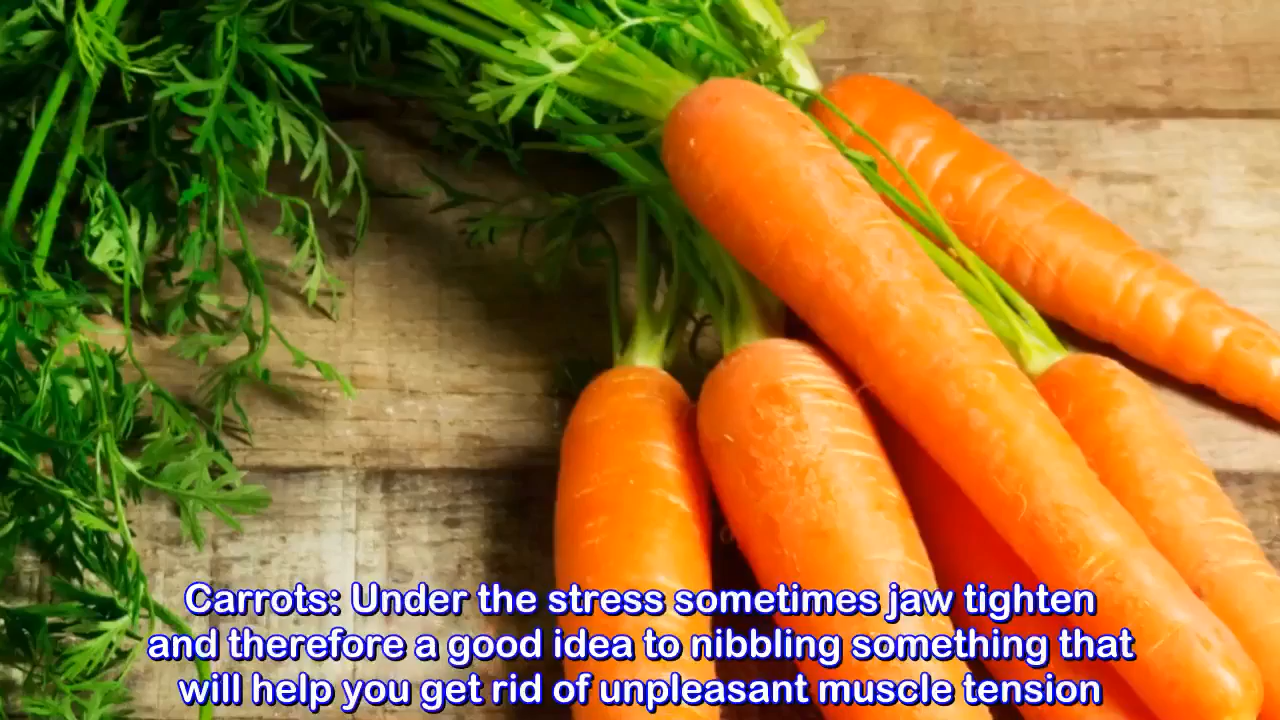 Carrots: Under the stress sometimes jaw tighten
and therefore a good idea to nibbling something that
will help you get rid of unpleasant muscle tension